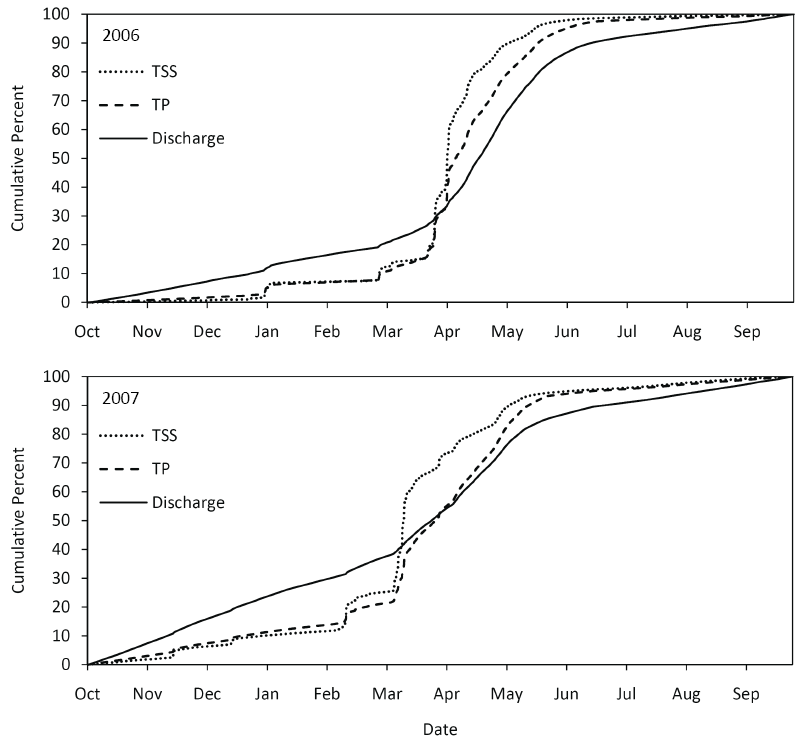 100
90
80
70
60
50
40
30
20
10
0
Cumulative Percent
2006
TSS
TP
Discharge
Oct Nov Dec Jan Feb Mar Apr May Jun Jul Aug Sep
100
90
80
70
60
50
40
30
20
10
0
Cumulative Percent
2007
TSS
TP
Discharge
Oct Nov Dec Jan Feb Mar Apr May Jun Jul Aug Sep
Date